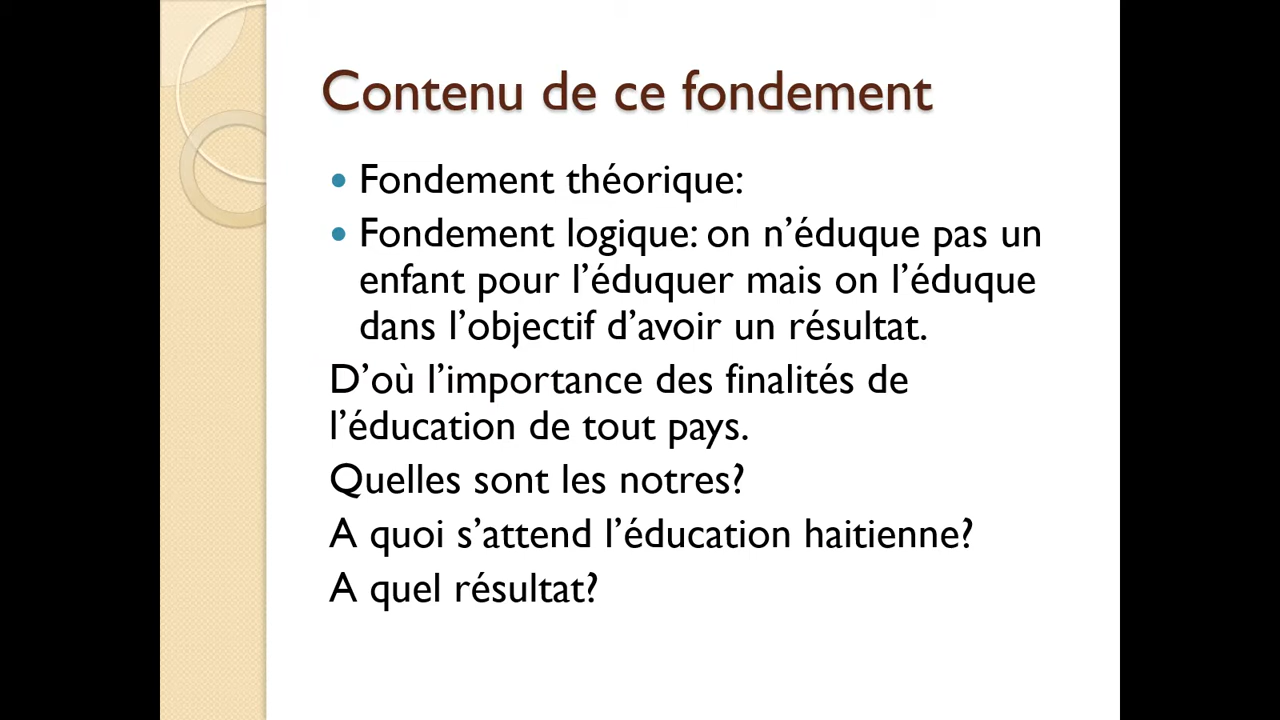 Contenu de ce fondement
• Fondement théorique:
• Fondement logique: on n’éduque pas un
enfant pour l’éduquer mais on l’éduque
dans l’objectif d’avoir un résultat.
D’où l’importance des finalités de
l’éducation de tout pays.
Quelles sont les notres?
A quoi s’attend l’éducation haitienne?
A quel résultat?